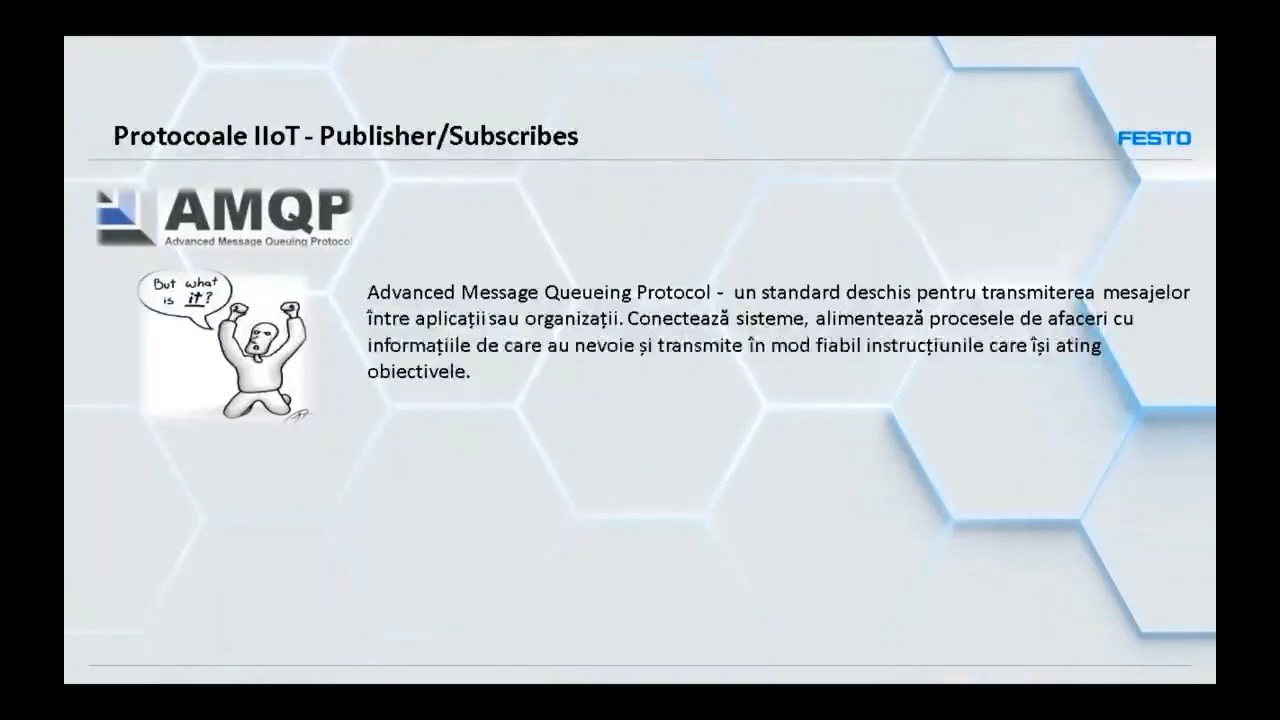 Protocoale IIoT - Publisher/Subscribes
FESTO
AMQP
Advanced Message Queuing Protocol
But what
is it?
Advanced Message Queueing Protocol - un standard deschis pentru transmiterea mesajelor
între aplicații sau organizații. Conectează sisteme, alimentează procesele de afaceri cu
informațiile de care au nevoie și transmite în mod fiabil instrucțiunile care își ating
obiectivele.